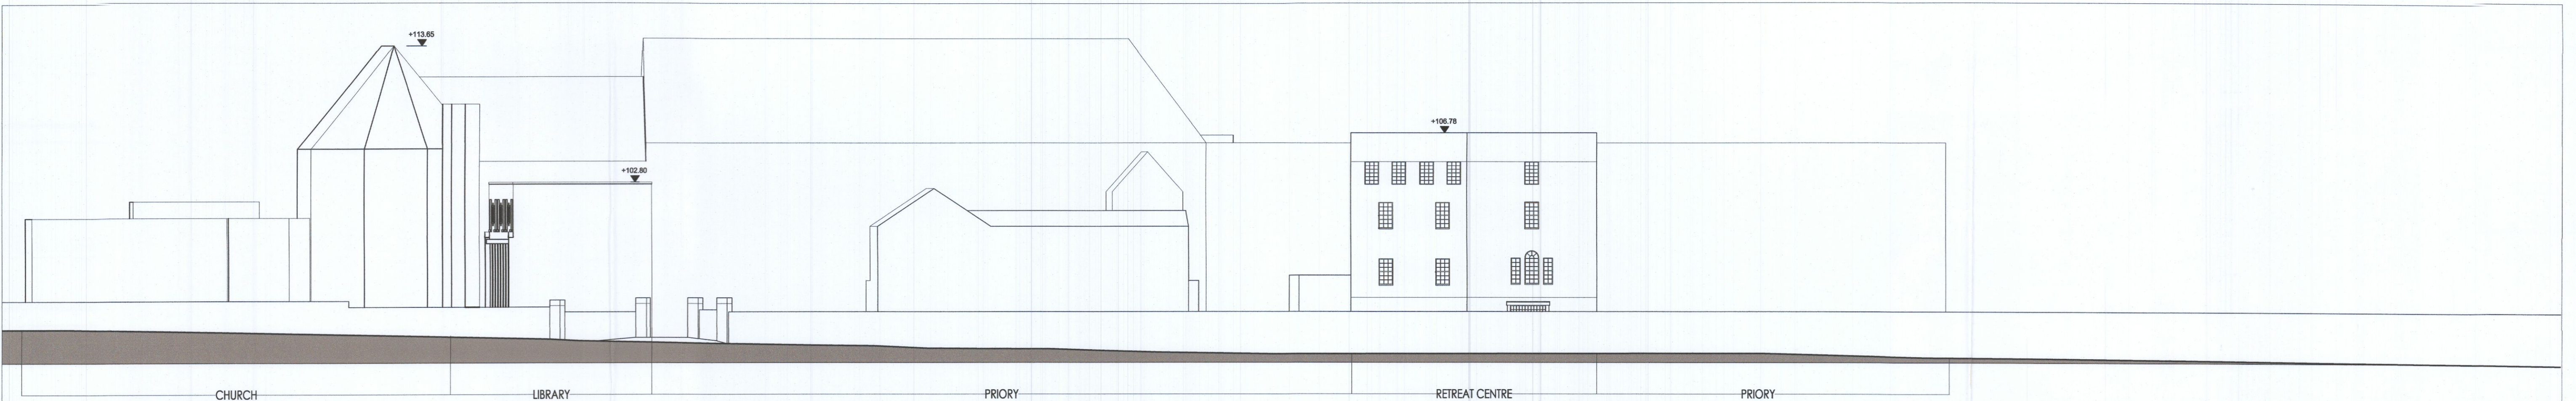 +113.65
+106.78
+102.80
CHURCH
LIBRARY
PRIORY
RETREAT CENTRE
PRIORY